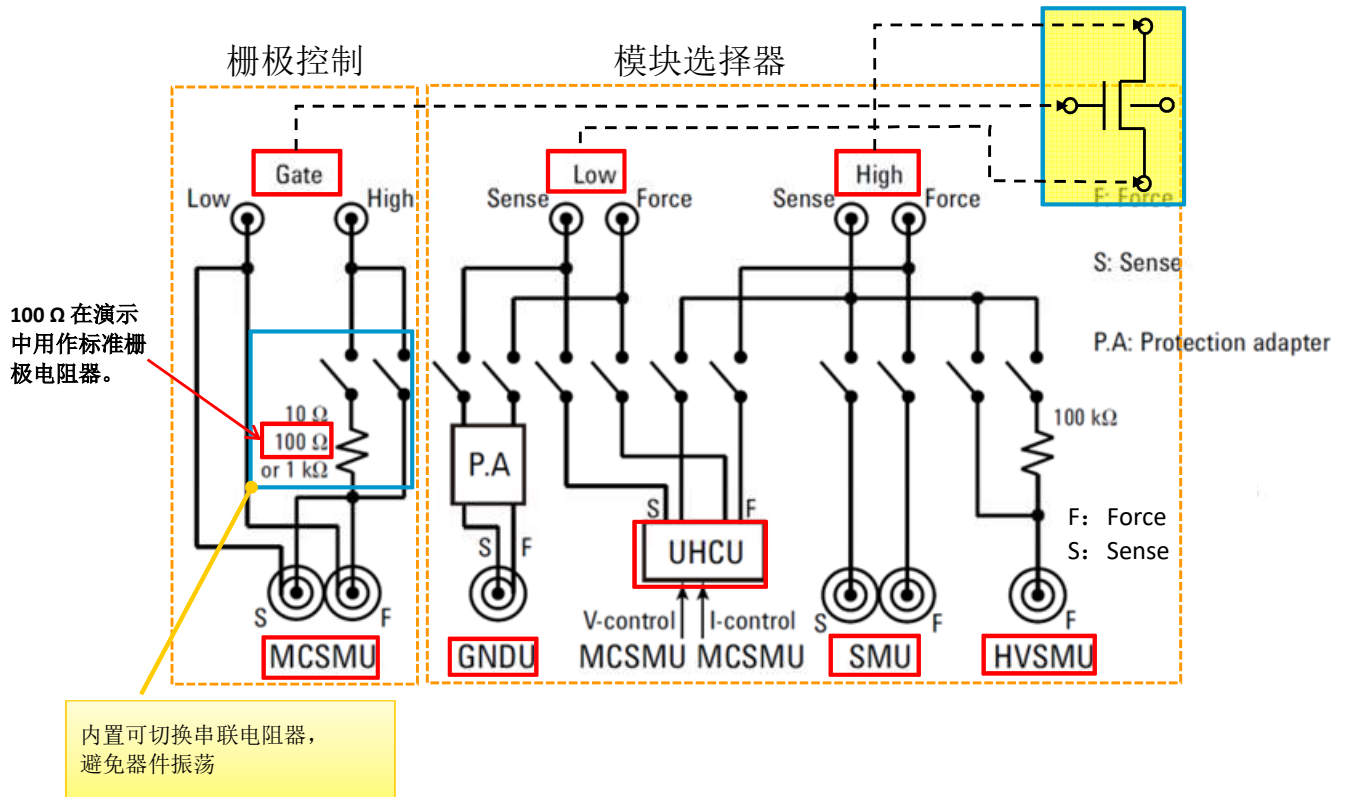 栅极控制
模块选择器
Gate
Low
High
Low
Sense
Force
High
Sense
Force
F: Force
S: Sense
P.A: Protection adapter
100 Ω 在演示
中用作标准栅
极电阻器。
10 Ω
100 Ω
or 1 kΩ
P.A
100 kΩ
S
F
UHCU
S F
F: Force
S: Sense
V-control
I-control
S
F
S
F
F
MCSMU
GNDU
MCSMU MCSMU
SMU
HVSMU
内置可切换串联电阻器，
避免器件振荡